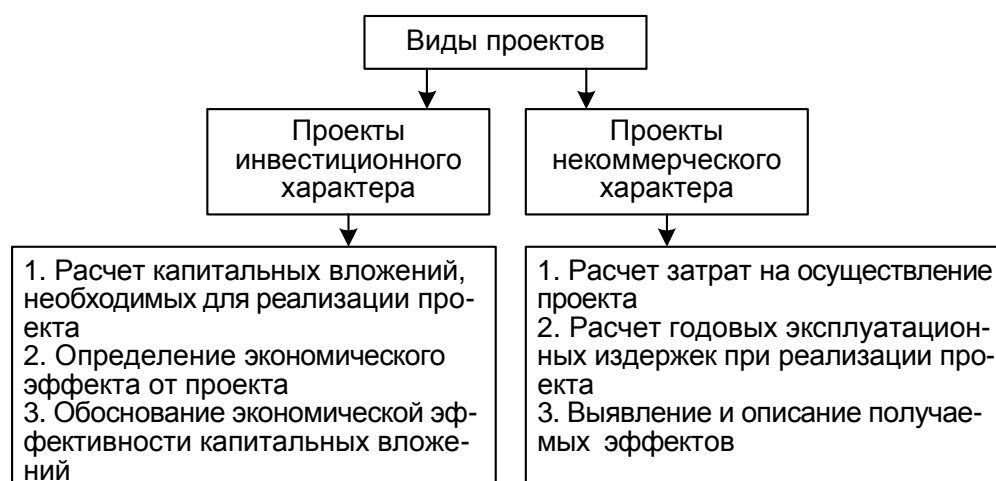 Виды проектов
Проекты
инвестиционного
характера
Проекты
некоммерческого
характера
1. Расчет капитальных вложений,
необходимых для реализации про-
екта
2. Определение экономического
эффекта от проекта
3. Обоснование экономической эф-
фективности капитальных вложе-
ний
1. Расчет затрат на осуществление
проекта
2. Расчет годовых эксплуатацион-
ных издержек при реализации про-
екта
3. Выявление и описание получае-
мых эффектов